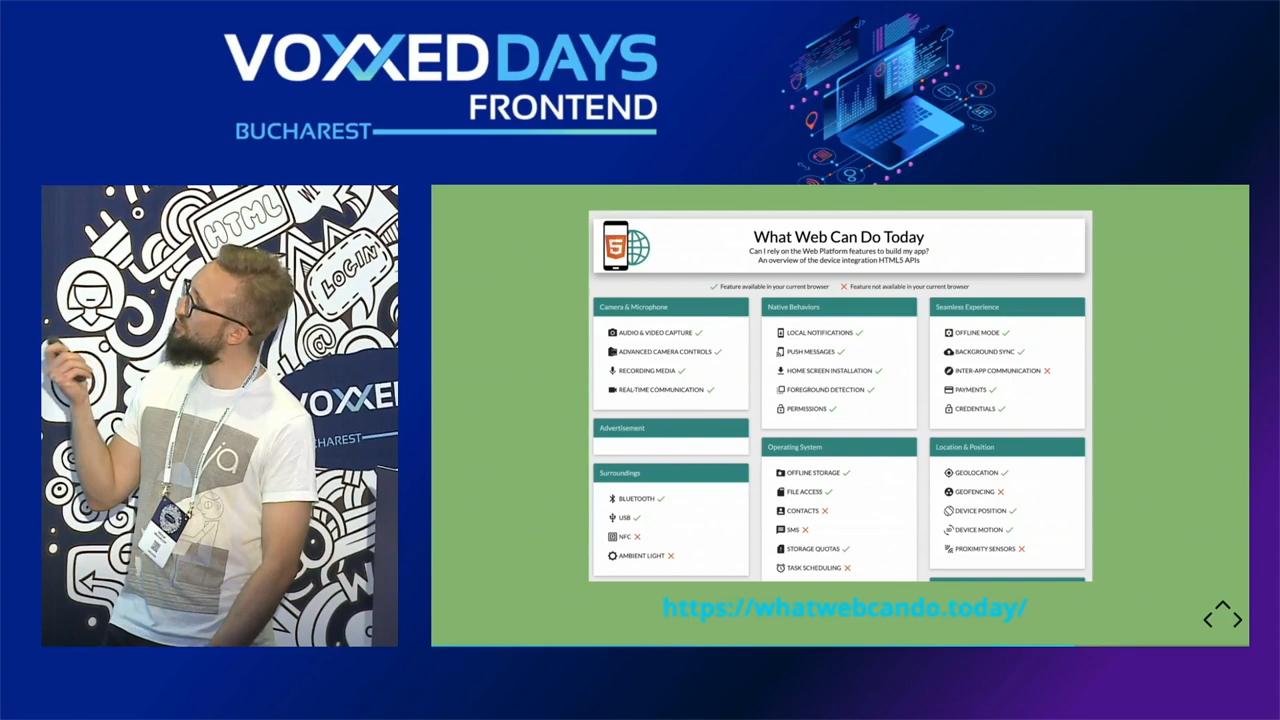 VOXXED DAYS
FRONTEND
BUCHAREST
HTML
LOGIN
@
VOXXED
BUCHAREST
What Web Can Do Today
Can I rely on the Web Platform features to build my app?
An overview of the device integration HTML5 APIs
5
Feature available in your current browser
Feature not available in your current browser
Camera & Microphone
AUDIO & VIDEO CAPTURE
ADVANCED CAMERA CONTROLS
RECORDING MEDIA
REAL-TIME COMMUNICATION
Advertisement
Surroundings
BLUETOOTH
USB
NFC
AMBIENT LIGHT
Native Behaviors
LOCAL NOTIFICATIONS
PUSH MESSAGES
HOME SCREEN INSTALLATION
FOREGROUND DETECTION
PERMISSIONS
Operating System
OFFLINE STORAGE
FILE ACCESS
CONTACTS
SMS
STORAGE QUOTAS
TASK SCHEDULING
Seamless Experience
OFFLINE MODE
BACKGROUND SYNC
INTER-APP COMMUNICATION
PAYMENTS
CREDENTIALS
Location & Position
GEOLOCATION
GEOFENCING
DEVICE POSITION
DEVICE MOTION
PROXIMITY SENSORS
https://whatwebcando.today/